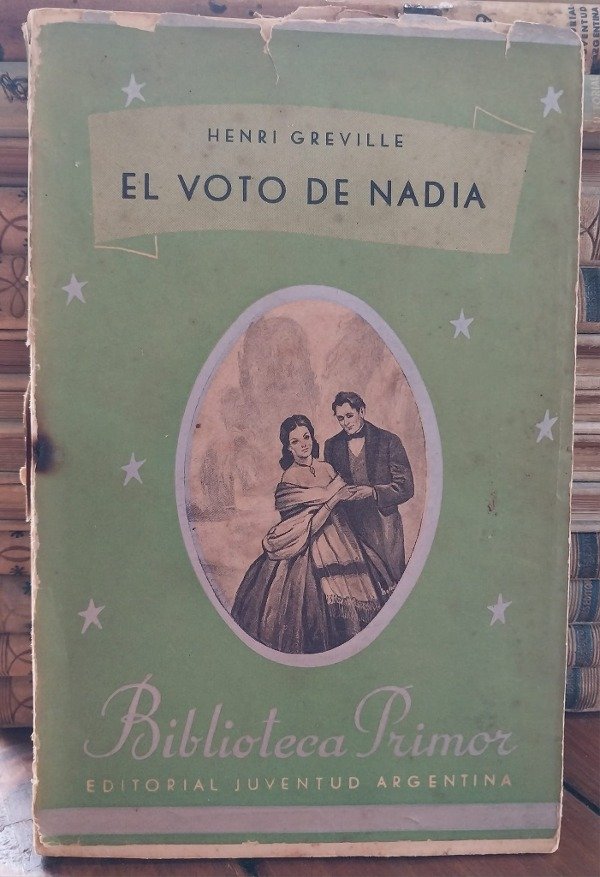 HENRI GREVILLE
EL VOTO DE NADIA
Biblioteca Primor
EDITORIAL JUVENTUD ARGENTINA